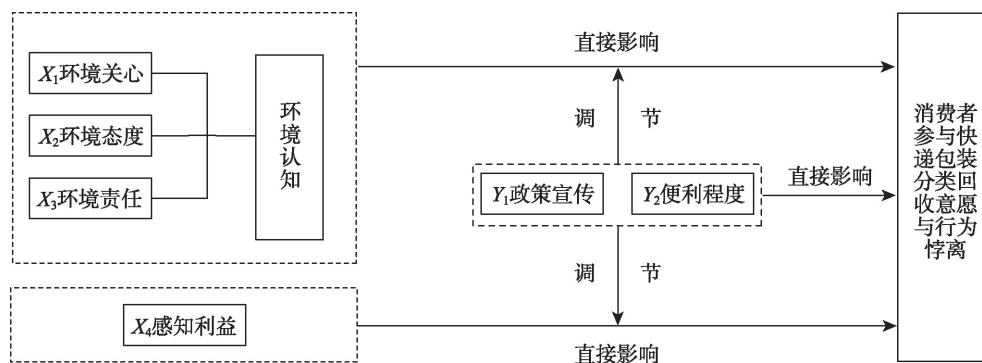 X₁环境关心
X₂环境态度
X₃环境责任
环
境
认
知
直接影响
调 节
Y₁政策宣传
Y₂便利程度
直接影响
调 节
X₄感知利益
直接影响
消费者
参与快
递包装
分类回
收意愿
与行为
悖离